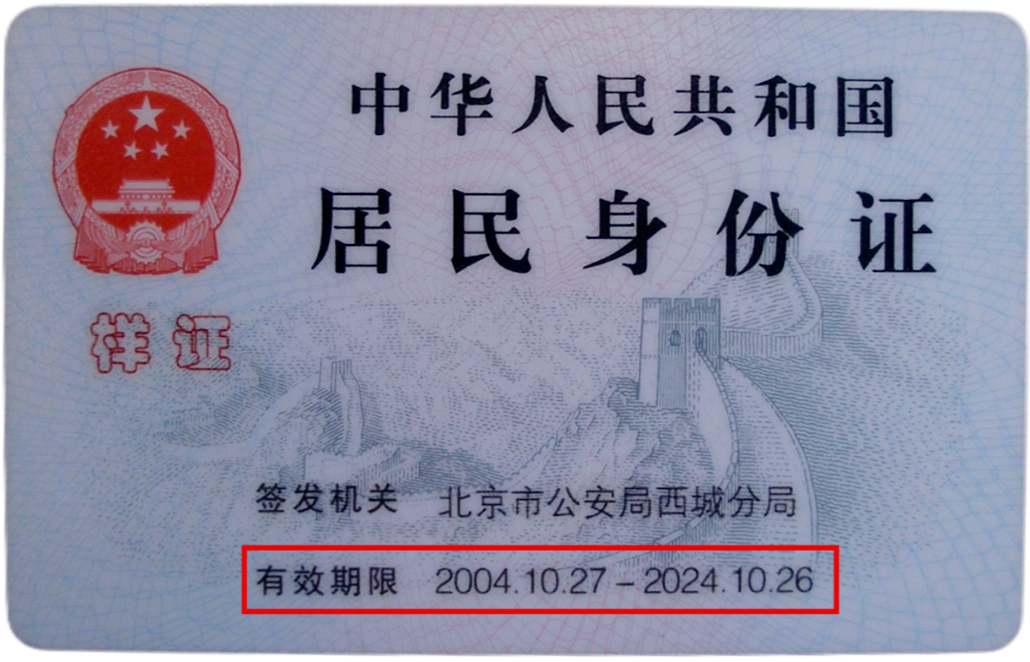 中华人民共和国
居民身份证
样证
签发机关 北京市公安局西城分局
有效期限 2004.10.27-2024.10.26